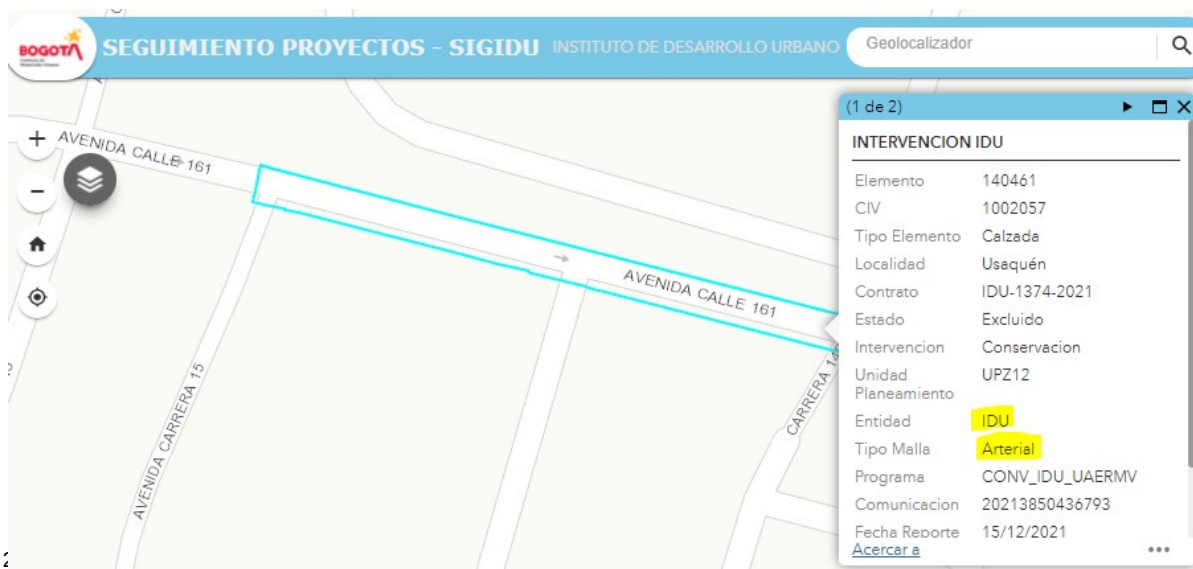 BOGOTÁ
SEGUIMIENTO PROYECTOS - SIGIDU INSTITUTO DE DESARROLLO URBANO
Geolocalizador
AVENIDA CALLE 161
AVENIDA CALLE 161
AVENIDA CARRERA 15
CARRERA
(1 de 2)
INTERVENCION IDU
Elemento 140461
CIV 1002057
Tipo Elemento Calzada
Localidad Usaquén
Contrato IDU-1374-2021
Estado Excluido
Intervencion Conservacion
Unidad UPZ12
Planeamiento
Entidad IDU
Tipo Malla Arterial
Programa CONV_IDU_UAERMV
Comunicacion 20213850436793
Fecha Reporte 15/12/2021
Acercar a